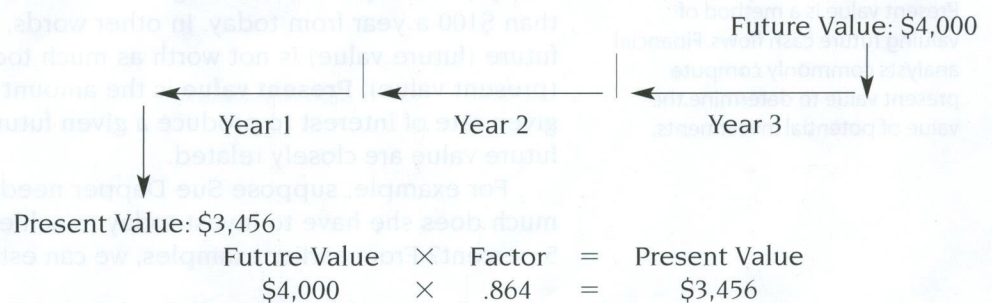 Future Value: $4,000
Year 1 Year 2 Year 3
Present Value: $3,456
Future Value × Factor = Present Value
$4,000 × .864 = $3,456